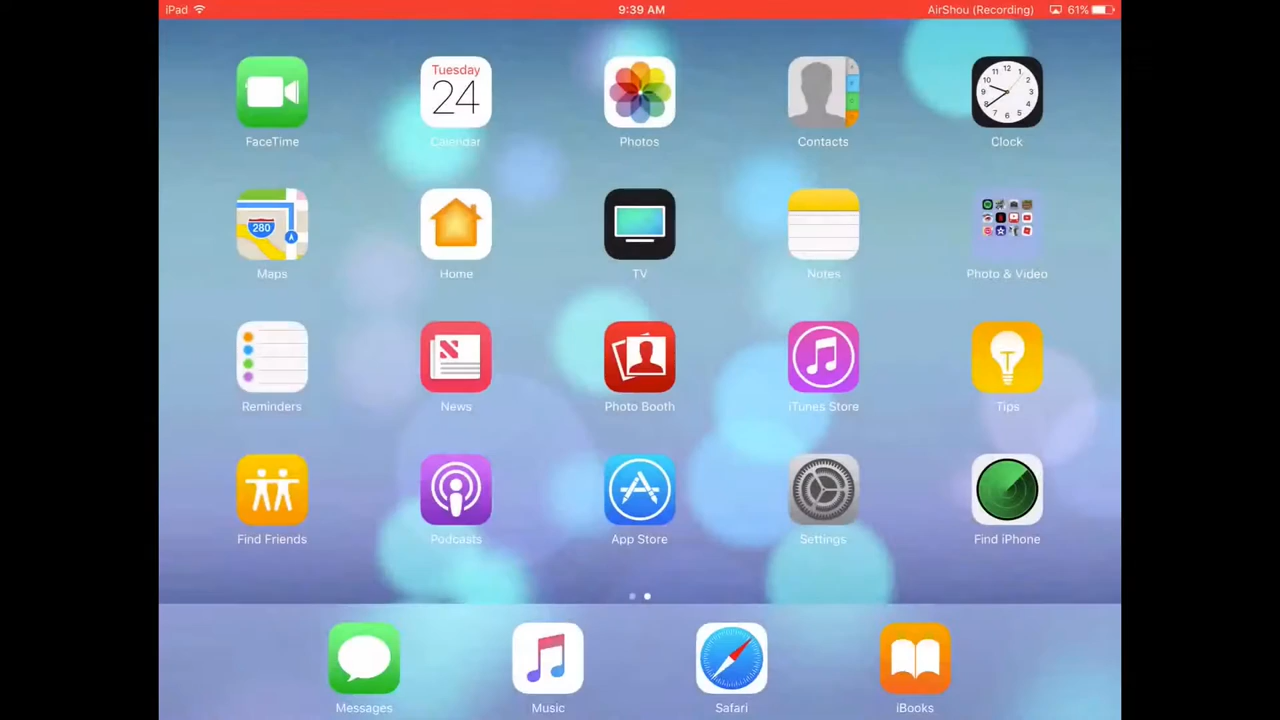 iPad 9:39 AM AirShou (Recording) 61%
Tuesday
24
FaceTime Calendar Photos Contacts Clock
280
Maps Home TV Notes Photo & Video
Reminders News Photo Booth iTunes Store Tips
Find Friends Podcasts App Store Settings Find iPhone
Messages Music Safari iBooks